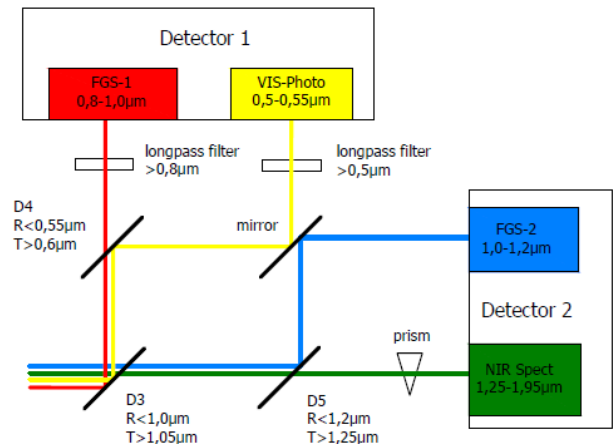 Detector 1
FGS-1
0,8-1,0µm
VIS-Photo
0,5-0,55µm
longpass filter
>0,8µm
longpass filter
>0,5µm
D4
R<0,55µm
T>0,6µm
mirror
FGS-2
1,0-1,2µm
Detector 2
prism
NIR Spect
1,25-1,95µm
D3
R<1,0µm
T>1,05µm
D5
R<1,2µm
T>1,25µm